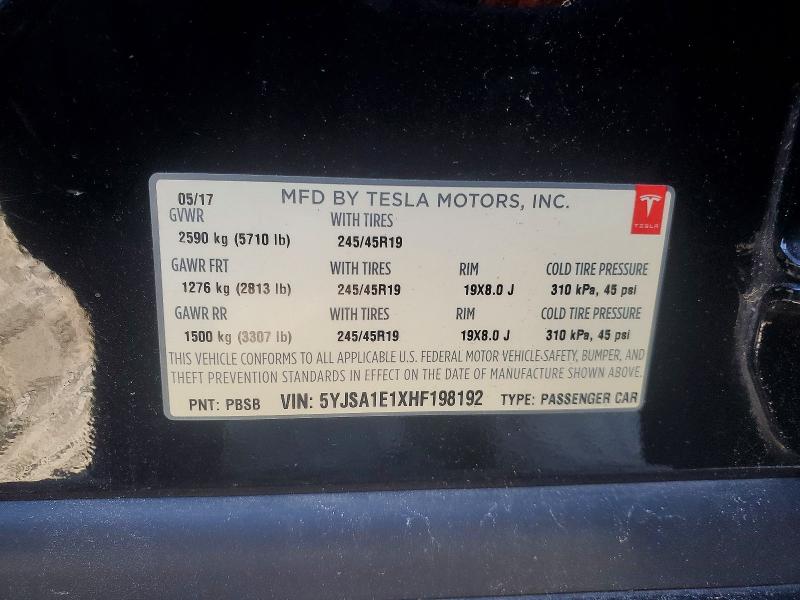 05/17 MFD BY TESLA MOTORS, INC.
GVWR WITH TIRES
2590 kg (5710 lb) 245/45R19
TESLA
GAWR FRT WITH TIRES RIM COLD TIRE PRESSURE
1276 kg (2813 lb) 245/45R19 19X8.0 J 310 kPa, 45 psi
GAWR RR WITH TIRES RIM COLD TIRE PRESSURE
1500 kg (3307 lb) 245/45R19 19X8.0 J 310 kPa, 45 psi
THIS VEHICLE CONFORMS TO ALL APPLICABLE U.S. FEDERAL MOTOR VEHICLE SAFETY, BUMPER, AND
THEFT PREVENTION STANDARDS IN EFFECT ON THE DATE OF MANUFACTURE SHOWN ABOVE.
PNT: PBSB VIN: 5YJSA1E1XHF198192 TYPE: PASSENGER CAR